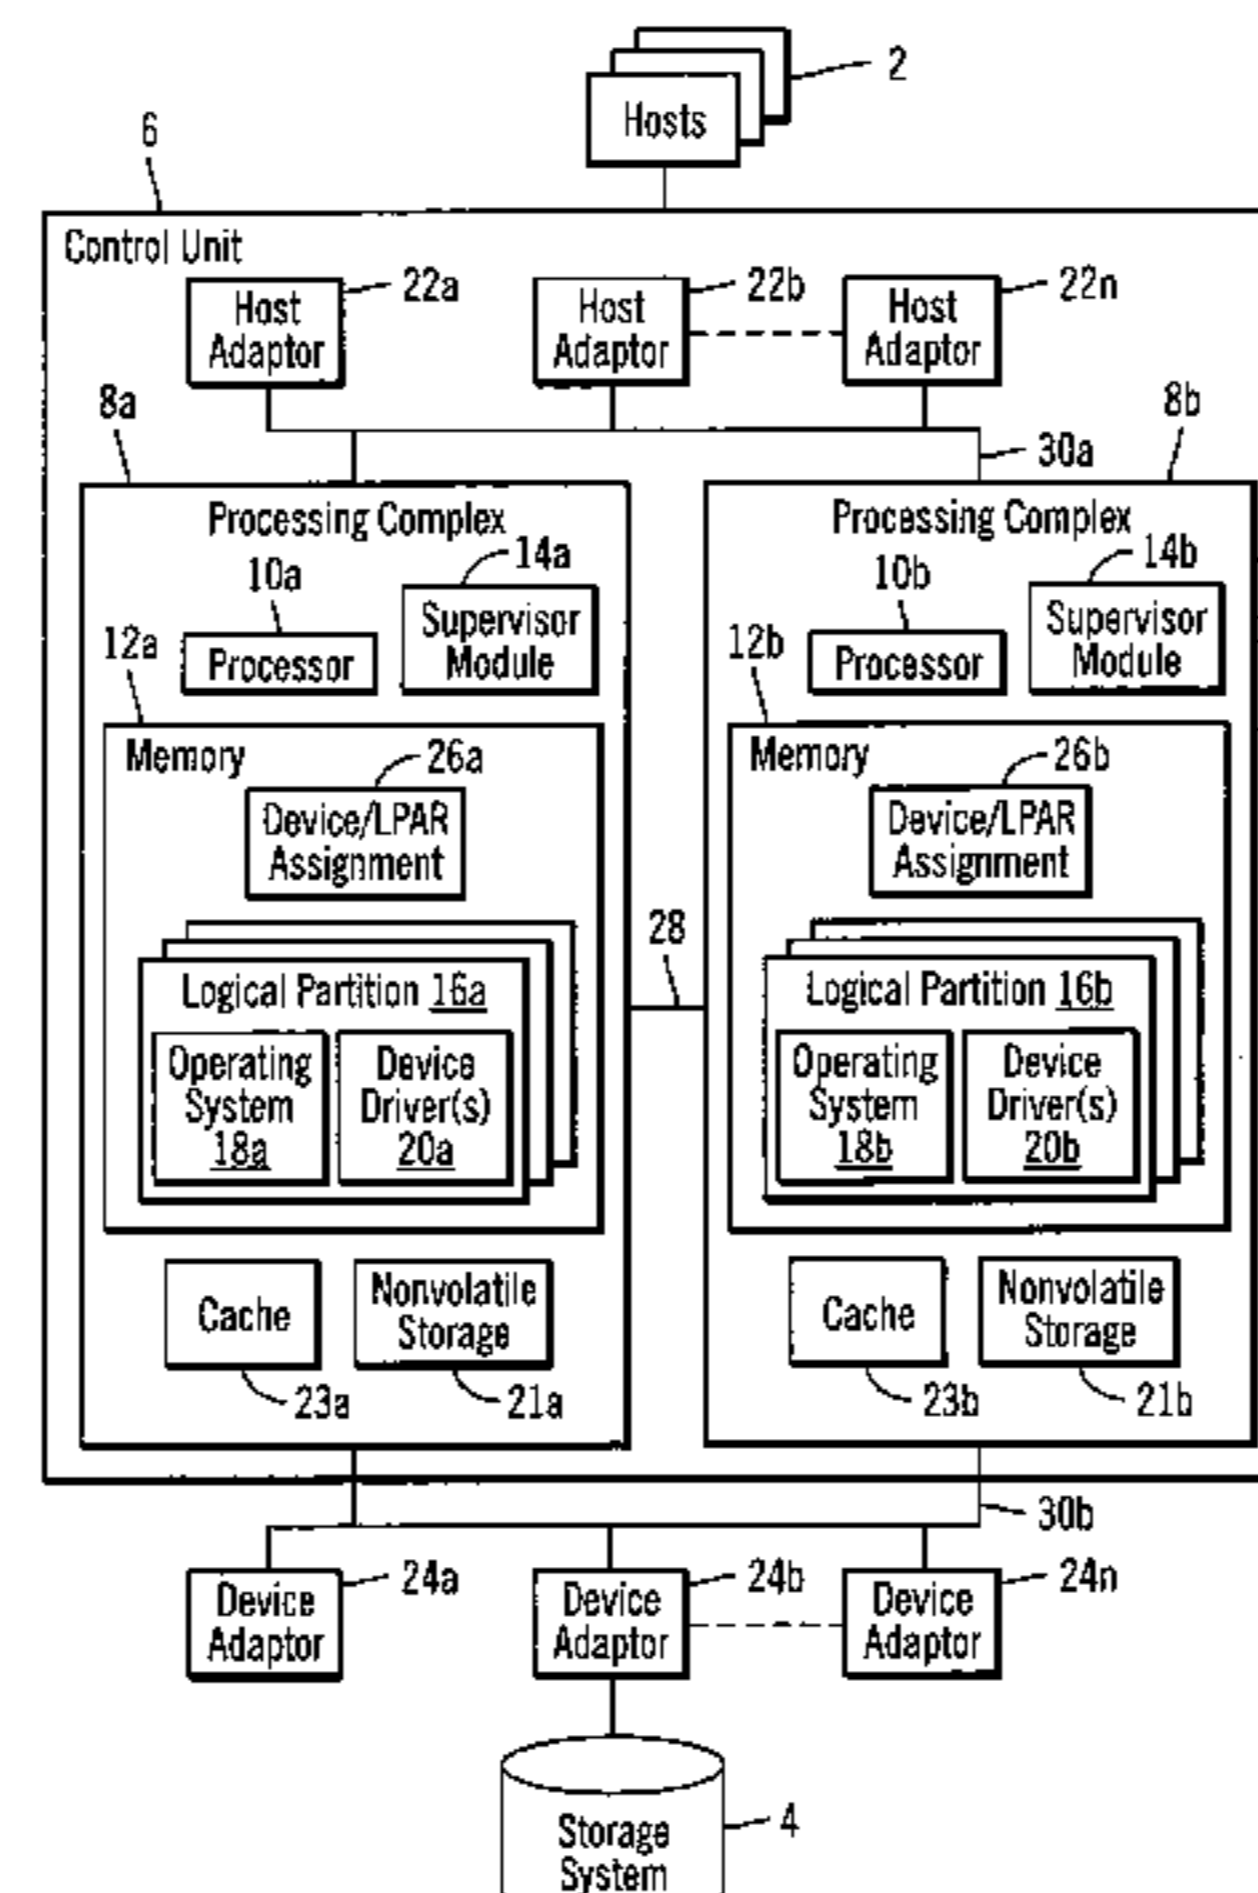 2
Hosts
6
Control Unit
22a
22b
22n
Host
Adaptor
Host
Adaptor
Host
Adaptor
8a
8b
30a
Processing Complex
14a
10a
Supervisor
Module
12a
Processor
Memory
26a
Device/LPAR
Assignment
Logical Partition 16a
Operating
System
18a
Device
Driver(s)
20a
Cache
Nonvolatile
Storage
23a
21a
28
Processing Complex
14b
10b
Supervisor
Module
12b
Processor
Memory
26b
Device/LPAR
Assignment
Logical Partition 16b
Operating
System
18b
Device
Driver(s)
20b
Cache
Nonvolatile
Storage
23b
21b
30b
24a
24b
24n
Device
Adaptor
Device
Adaptor
Device
Adaptor
4
Storage
System